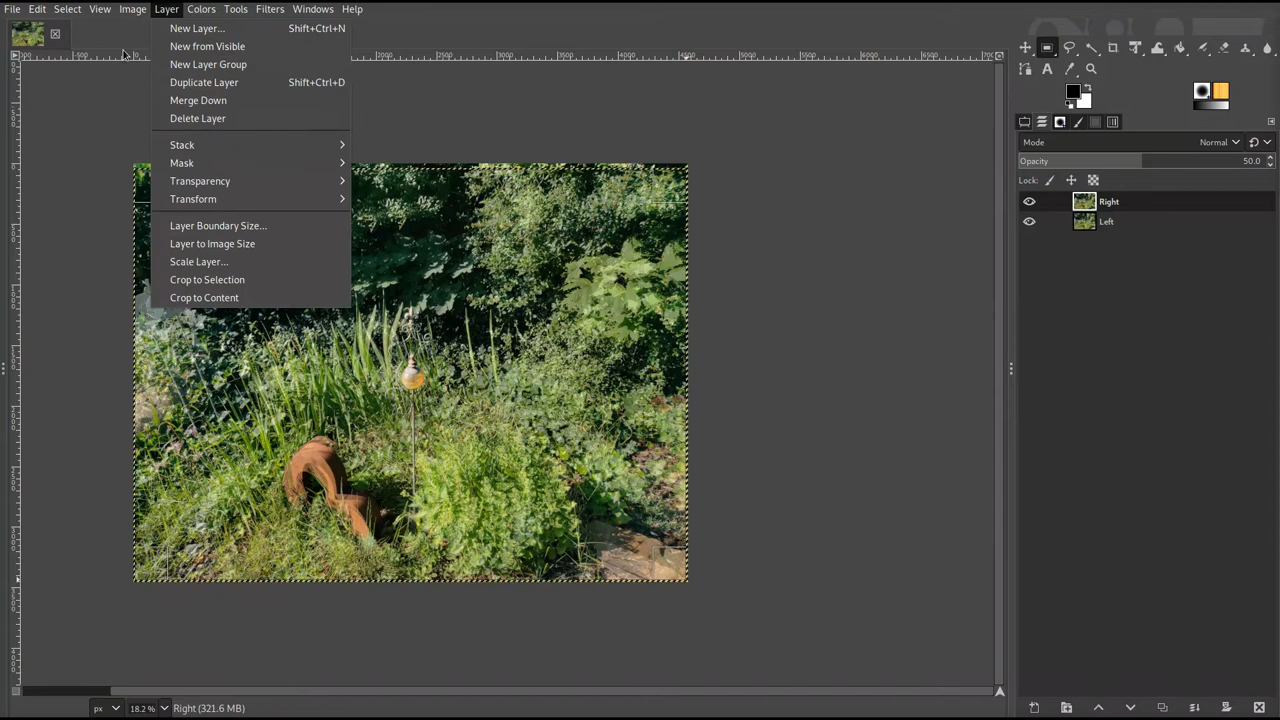 File Edit Select View Image Layer Colors Tools Filters Windows
New Layer... Shift+Ctrl+N
New from Visible
New Layer Group
Duplicate Layer Shift+Ctrl+D
Merge Down
Delete Layer
Stack
Mask
Transparency
Transform
Layer Boundary Size...
Layer to Image Size
Scale Layer...
Crop to Selection
Crop to Content
Mode Normal
Opacity 50.0
Lock:
Right
Left
px 18.2 % Right (321.6 MB)